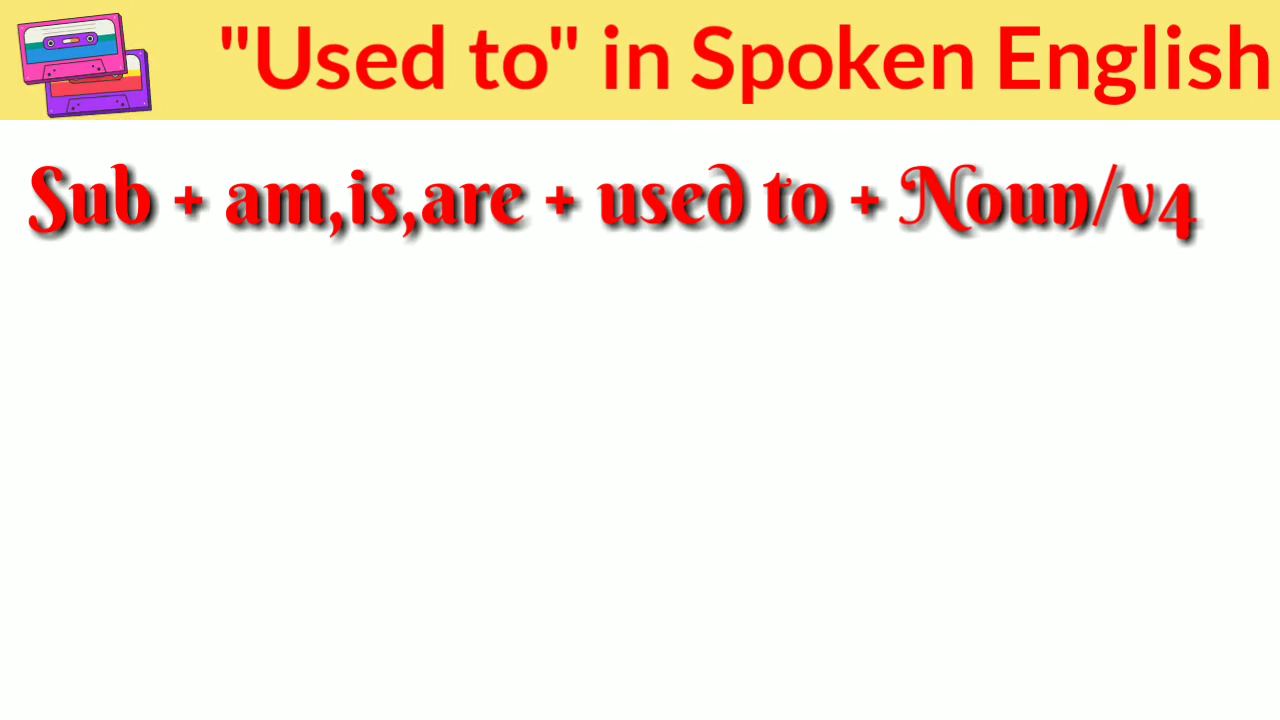 "Used to" in Spoken English
Sub + am,is,are + used to + Noun/v4